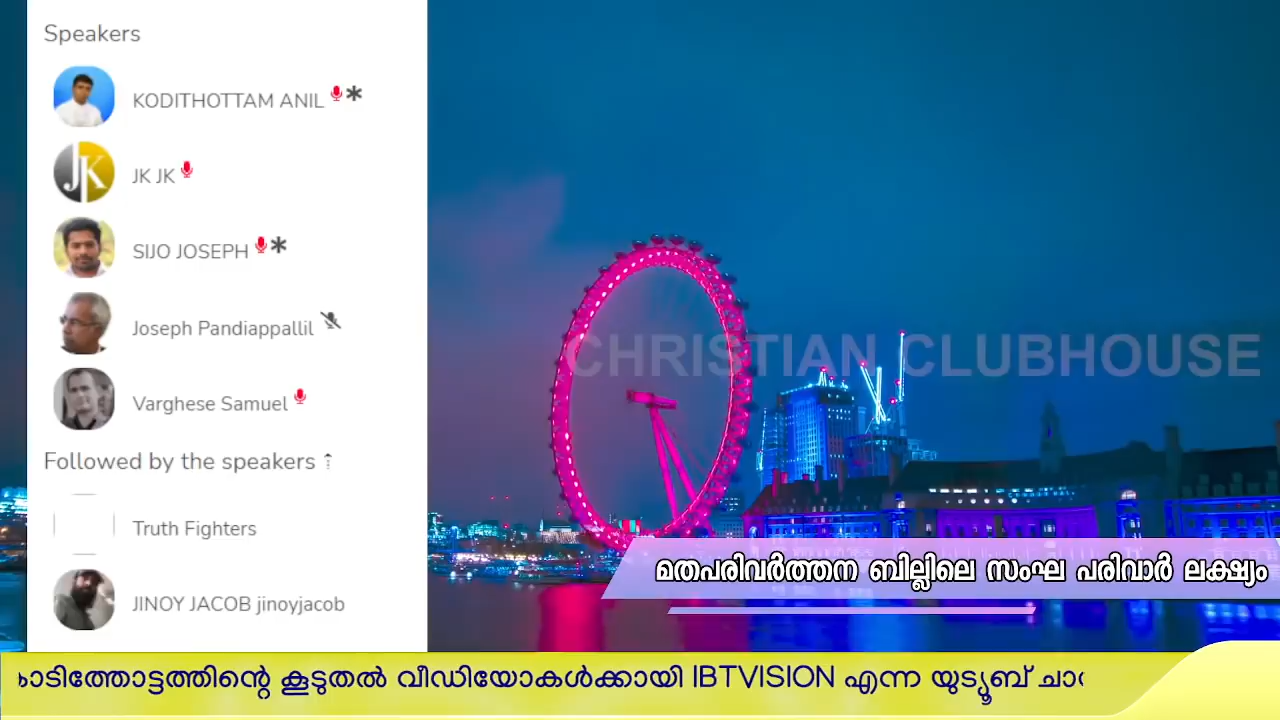 Speakers
KODITHOTTAM ANIL
JK
JK JK
SIJO JOSEPH
Joseph Pandiappallil
Varghese Samuel
Followed by the speakers
Truth Fighters
JINOY JACOB jinoyjacob
CHRISTIAN CLUBHOUSE
മതപരിവർത്തന ബില്ലിലെ സംഘ പരിവാർ ലക്ഷ്യം
കൂടുതൽ വീഡിയോകൾക്കായി IBTVISION എന്ന യുട്യൂബ്